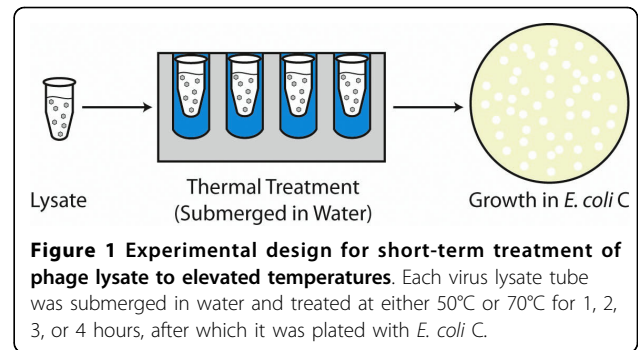 Lysate
Thermal Treatment
(Submerged in Water)
Growth in E. coli C
Figure 1 Experimental design for short-term treatment of
phage lysate to elevated temperatures. Each virus lysate tube
was submerged in water and treated at either 50°C or 70°C for 1, 2,
3, or 4 hours, after which it was plated with E. coli C.